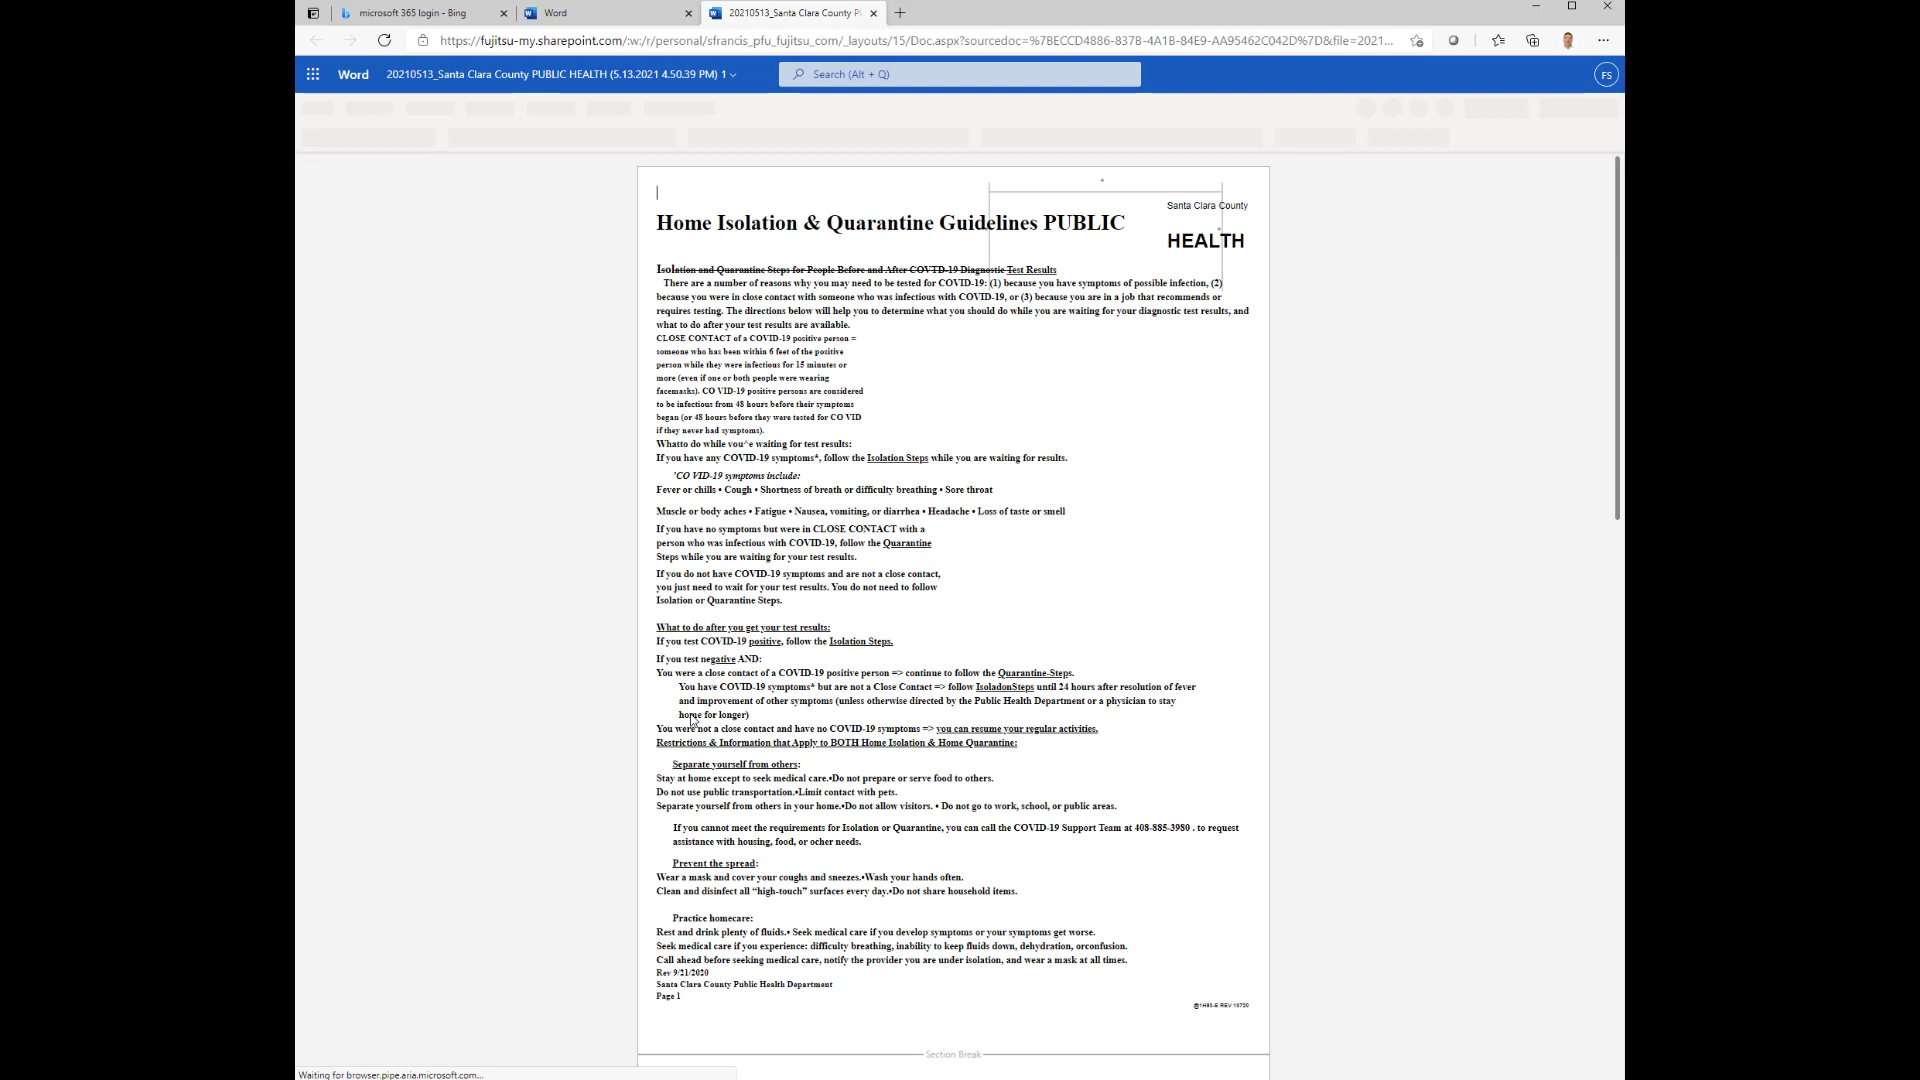 microsoft 365 login - Bing
Word
20210513_Santa Clara County PU
https://fujitsu-my.sharepoint.com/:w:/r/personal/sfrancis_pfu_fujitsu_com/_layouts/15/Doc.aspx?sourcedoc=%7BECCD4886-837B-4A1B-84E9-AA95462C042D%7D&file=2021...
Word
20210513_Santa Clara County PUBLIC HEALTH (5.13.2021 4.50.39 PM) 1
Search (Alt + Q)
FS
Santa Clara County
Home Isolation & Quarantine Guidelines PUBLIC
HEALTH
Isolation and Quarantine Steps for People Before and After COVTD-19 Diagnostic Test Results
There are a number of reasons why you may need to be tested for COVID-19: (1) because you have symptoms of possible infection, (2)
because you were in close contact with someone who was infectious with COVID-19, or (3) because you are in a job that recommends or
requires testing. The directions below will help you to determine what you should do while you are waiting for your diagnostic test results, and
what to do after your test results are available.
CLOSE CONTACT of a COVID-19 positive person =
someone who has been within 6 feet of the positive
person while they were infectious for 15 minutes or
more (even if one or both people were wearing
facemasks). CO VID-19 positive persons are considered
to be infectious from 48 hours before their symptoms
began (or 48 hours before they were tested for CO VID
if they never had symptoms).
Whatto do while vou^e waiting for test results:
If you have any COVID-19 symptoms*, follow the Isolation Steps while you are waiting for results.
'CO VID-19 symptoms include:
Fever or chills • Cough • Shortness of breath or difficulty breathing • Sore throat
Muscle or body aches • Fatigue • Nausea, vomiting, or diarrhea • Headache • Loss of taste or smell
If you have no symptoms but were in CLOSE CONTACT with a
person who was infectious with COVID-19, follow the Quarantine
Steps while you are waiting for your test results.
If you do not have COVID-19 symptoms and are not a close contact,
you just need to wait for your test results. You do not need to follow
Isolation or Quarantine Steps.
What to do after you get your test results:
If you test COVID-19 positive, follow the Isolation Steps.
If you test negative AND:
You were a close contact of a COVID-19 positive person => continue to follow the Quarantine-Steps.
You have COVID-19 symptoms* but are not a Close Contact => follow IsoladonSteps until 24 hours after resolution of fever
and improvement of other symptoms (unless otherwise directed by the Public Health Department or a physician to stay
home for longer)
You were not a close contact and have no COVID-19 symptoms => you can resume your regular activities.
Restrictions & Information that Apply to BOTH Home Isolation & Home Quarantine:
Separate yourself from others:
Stay at home except to seek medical care.•Do not prepare or serve food to others.
Do not use public transportation.•Limit contact with pets.
Separate yourself from others in your home.•Do not allow visitors. • Do not go to work, school, or public areas.
If you cannot meet the requirements for Isolation or Quarantine, you can call the COVID-19 Support Team at 408-885-3980 . to request
assistance with housing, food, or ocher needs.
Prevent the spread:
Wear a mask and cover your coughs and sneezes.•Wash your hands often.
Clean and disinfect all “high-touch” surfaces every day.•Do not share household items.
Practice homecare:
Rest and drink plenty of fluids.• Seek medical care if you develop symptoms or your symptoms get worse.
Seek medical care if you experience: difficulty breathing, inability to keep fluids down, dehydration, orconfusion.
Call ahead before seeking medical care, notify the provider you are under isolation, and wear a mask at all times.
Rev 9/21/2020
Santa Clara County Public Health Department
Page 1
REV 10720
Section Break
Waiting for browser.pipe.aria.microsoft.com...